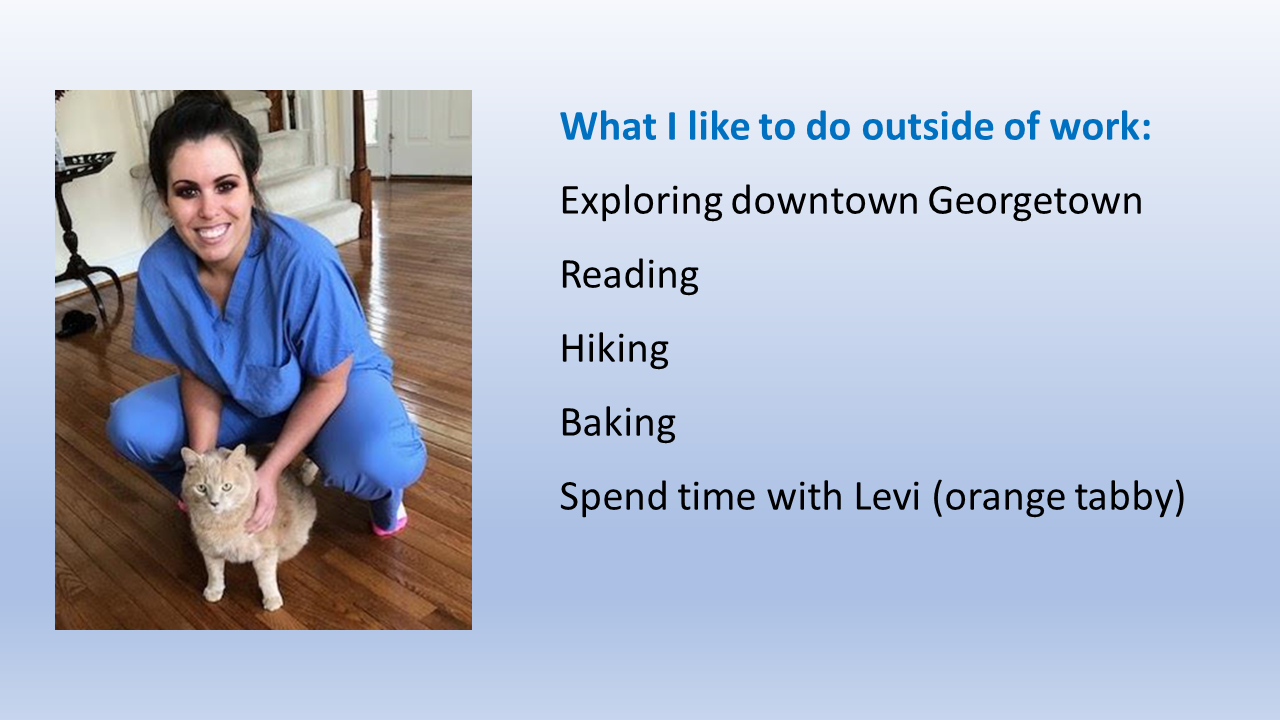 What I like to do outside of work:
Exploring downtown Georgetown
Reading
Hiking
Baking
Spend time with Levi (orange tabby)